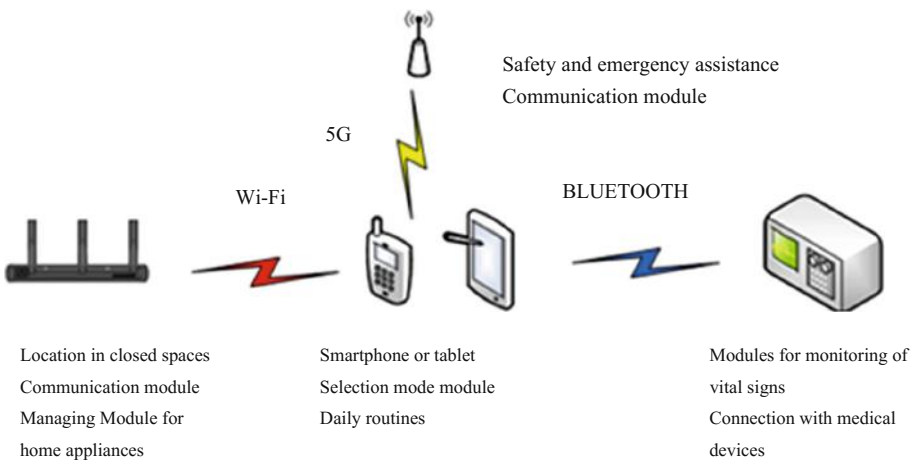 Safety and emergency assistance
Communication module
5G
Wi-Fi
BLUETOOTH
Location in closed spaces
Communication module
Managing Module for
home appliances
Smartphone or tablet
Selection mode module
Daily routines
Modules for monitoring of
vital signs
Connection with medical
devices